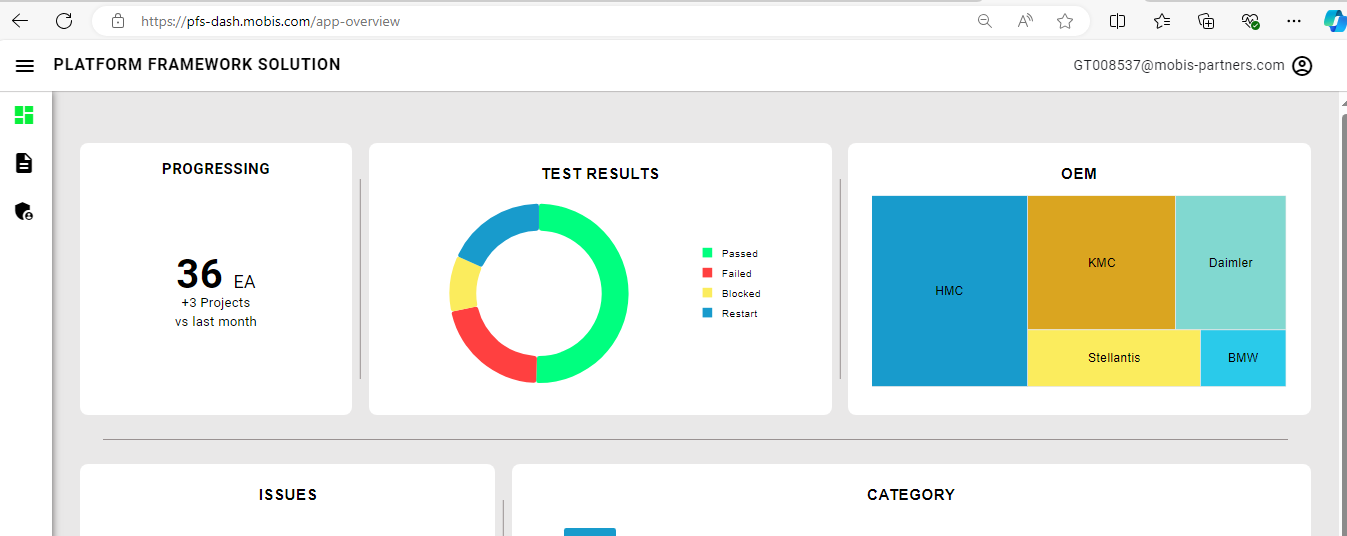 https://pfs-dash.mobis.com/app-overview
PLATFORM FRAMEWORK SOLUTION
GT008537@mobis-partners.com
PROGRESSING
36 EA
+3 Projects
vs last month
TEST RESULTS
Passed
Failed
Blocked
Restart
OEM
HMC
KMC
Daimler
Stellantis
BMW
ISSUES
CATEGORY